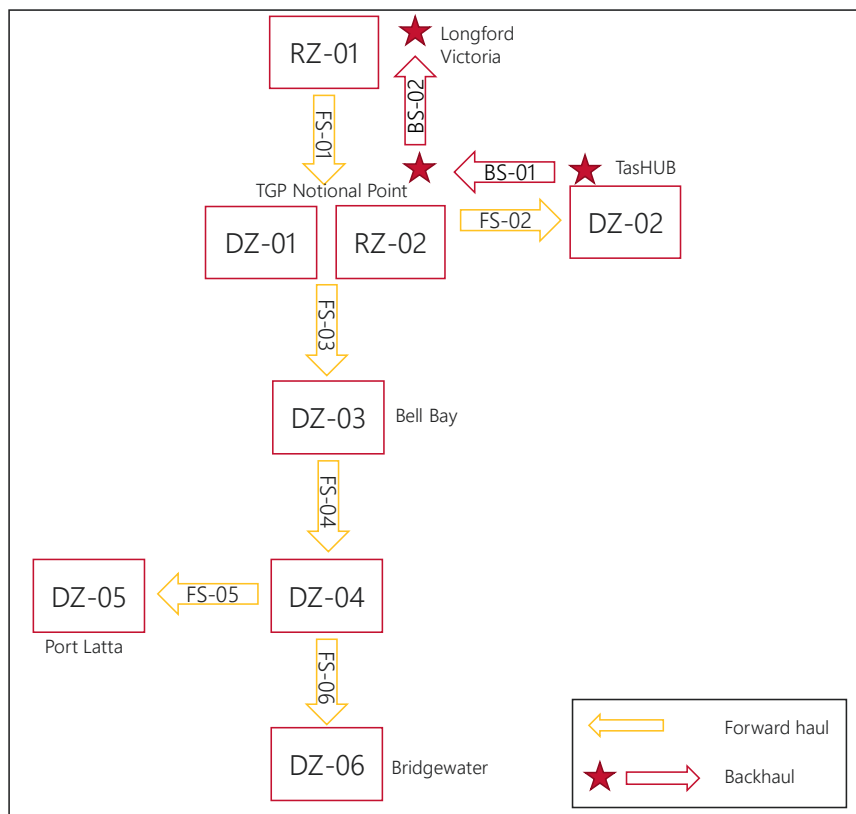 RZ-01
Longford
Victoria
FS-01
BS-02
BS-01
TasHUB
TGP Notional Point
DZ-01
RZ-02
FS-02
DZ-02
FS-03
DZ-03
Bell Bay
FS-04
DZ-05
FS-05
DZ-04
Port Latta
FS-06
DZ-06
Bridgewater
Forward haul
Backhaul